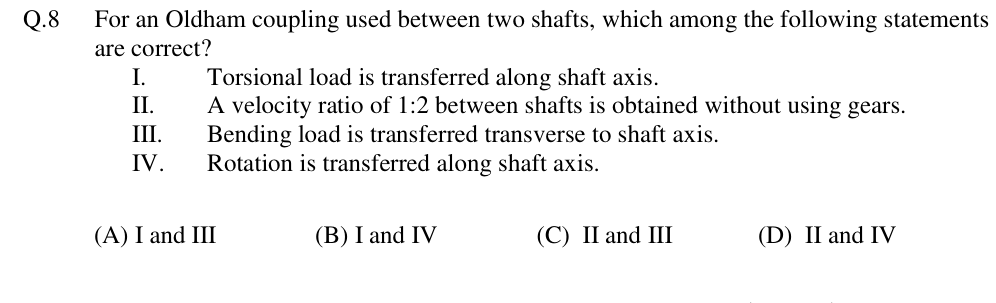 Q.8 For an Oldham coupling used between two shafts, which among the following statements
are correct?
I. Torsional load is transferred along shaft axis.
II. A velocity ratio of 1:2 between shafts is obtained without using gears.
III. Bending load is transferred transverse to shaft axis.
IV. Rotation is transferred along shaft axis.
(A) I and III (B) I and IV (C) II and III (D) II and IV